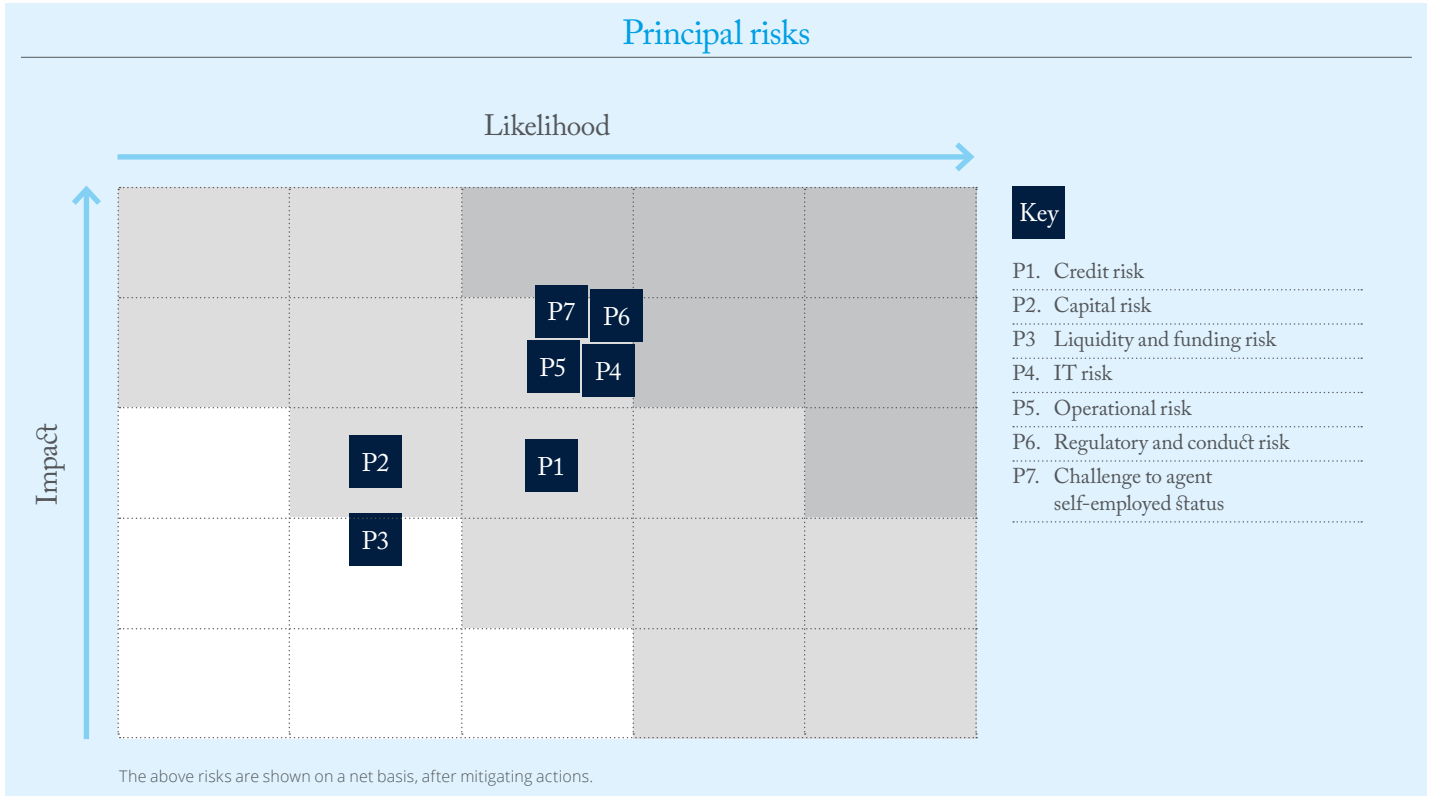 Principal risks
Likelihood
Impact
P7
P6
P5
P4
P2
P1
P3
Key
P1. Credit risk
P2. Capital risk
P3 Liquidity and funding risk
P4. IT risk
P5. Operational risk
P6. Regulatory and conduct risk
P7. Challenge to agent
self-employed status
The above risks are shown on a net basis, after mitigating actions.